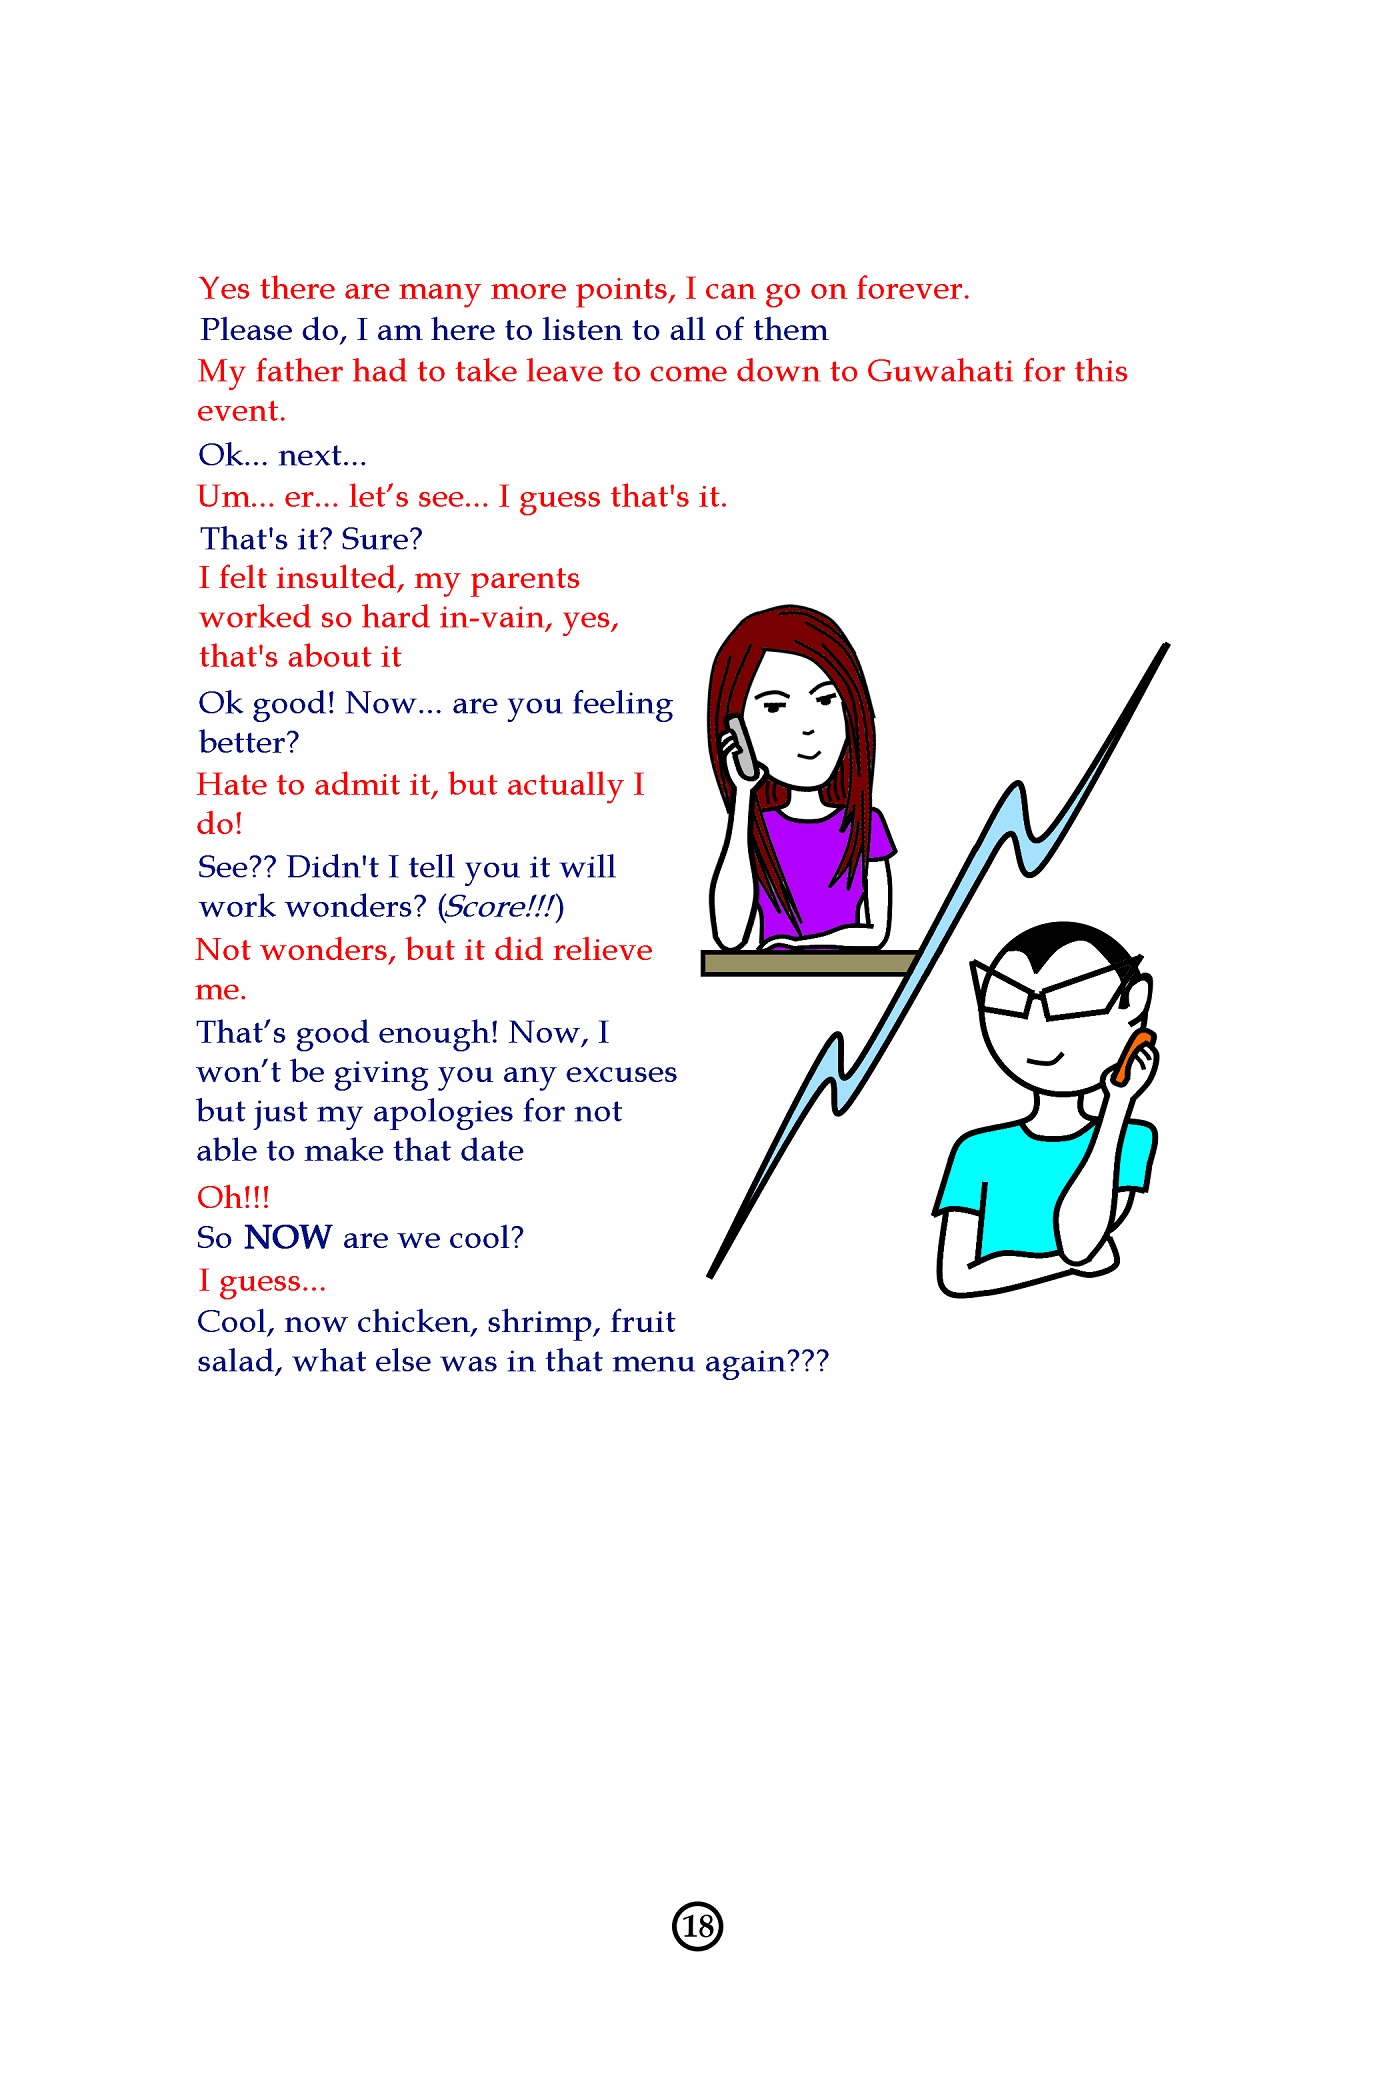 Yes there are many more points, I can go on forever.
Please do, I am here to listen to all of them
My father had to take leave to come down to Guwahati for this
event.
Ok... next...
Um... er... let’s see... I guess that's it.
That's it? Sure?
I felt insulted, my parents
worked so hard in-vain, yes,
that's about it
Ok good! Now... are you feeling
better?
Hate to admit it, but actually I
do!
See?? Didn't I tell you it will
work wonders? (Score!!!)
Not wonders, but it did relieve
me.
That’s good enough! Now, I
won’t be giving you any excuses
but just my apologies for not
able to make that date
Oh!!!
So NOW are we cool?
I guess...
Cool, now chicken, shrimp, fruit
salad, what else was in that menu again???
18